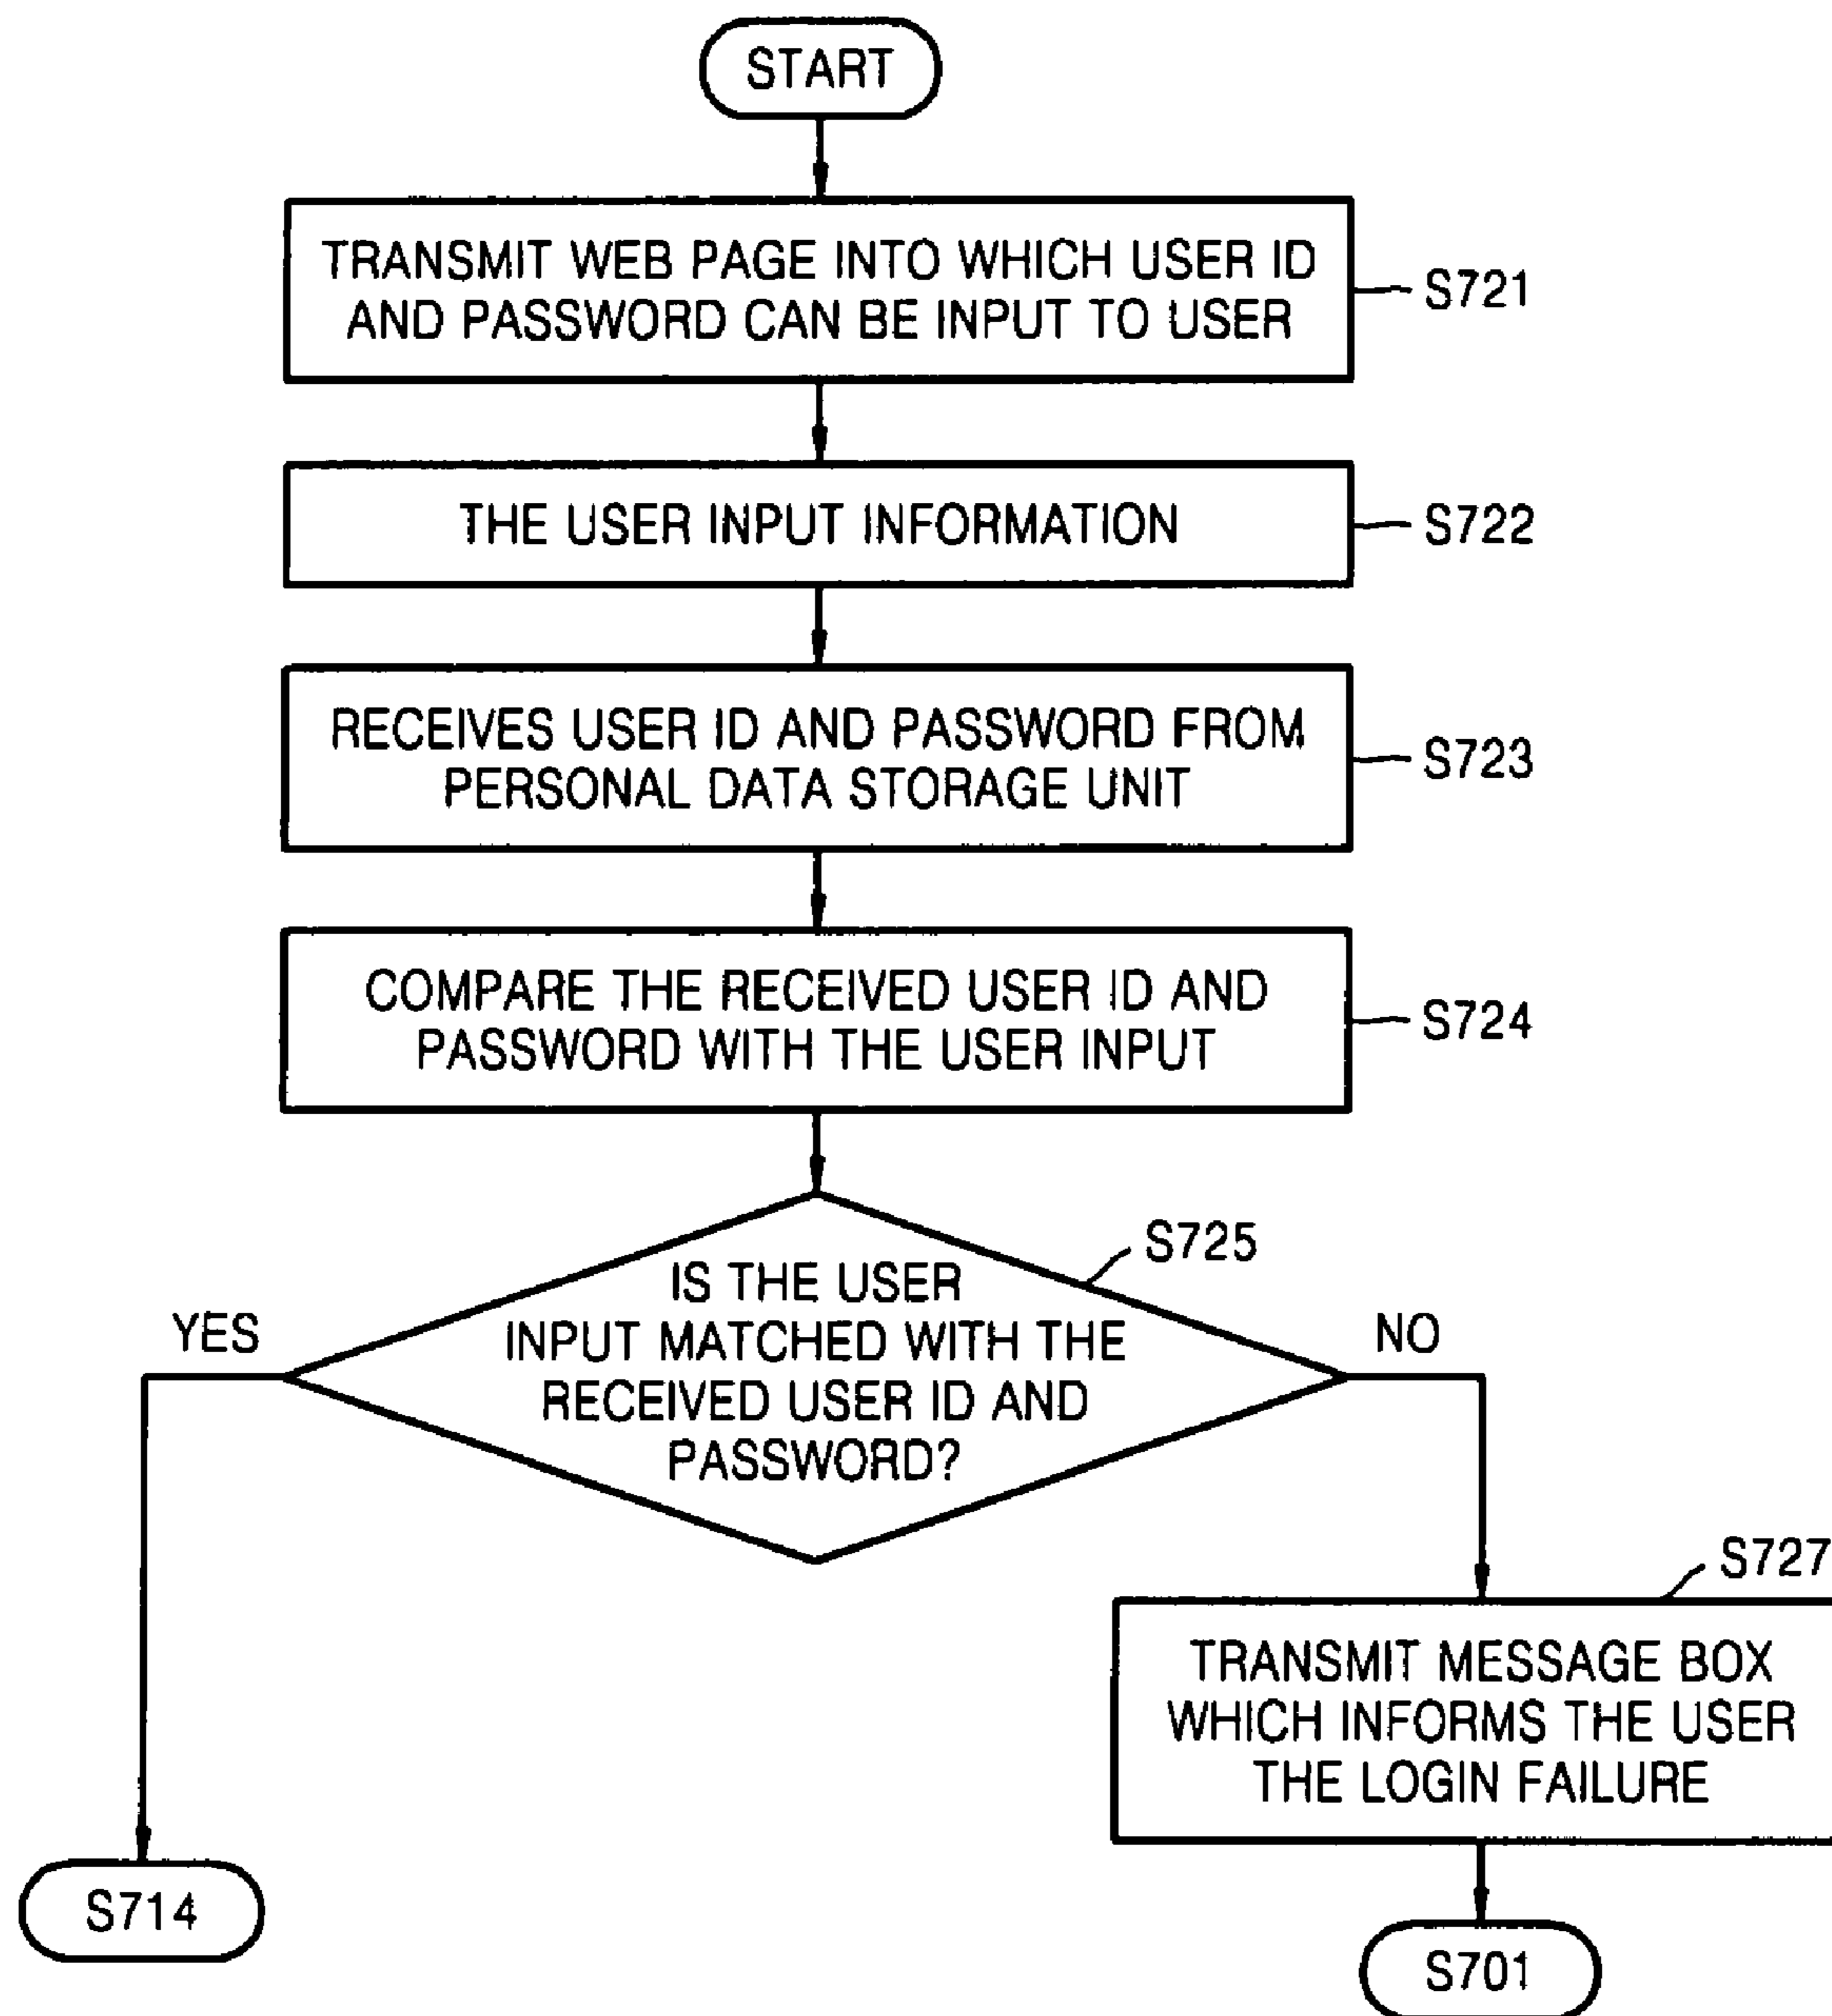 START
TRANSMIT WEB PAGE INTO WHICH USER ID
AND PASSWORD CAN BE INPUT TO USER
S721
THE USER INPUT INFORMATION
S722
RECEIVES USER ID AND PASSWORD FROM
PERSONAL DATA STORAGE UNIT
S723
COMPARE THE RECEIVED USER ID AND
PASSWORD WITH THE USER INPUT
S724
S725
IS THE USER
INPUT MATCHED WITH THE
RECEIVED USER ID AND
PASSWORD?
YES
NO
S727
TRANSMIT MESSAGE BOX
WHICH INFORMS THE USER
THE LOGIN FAILURE
S714
S701